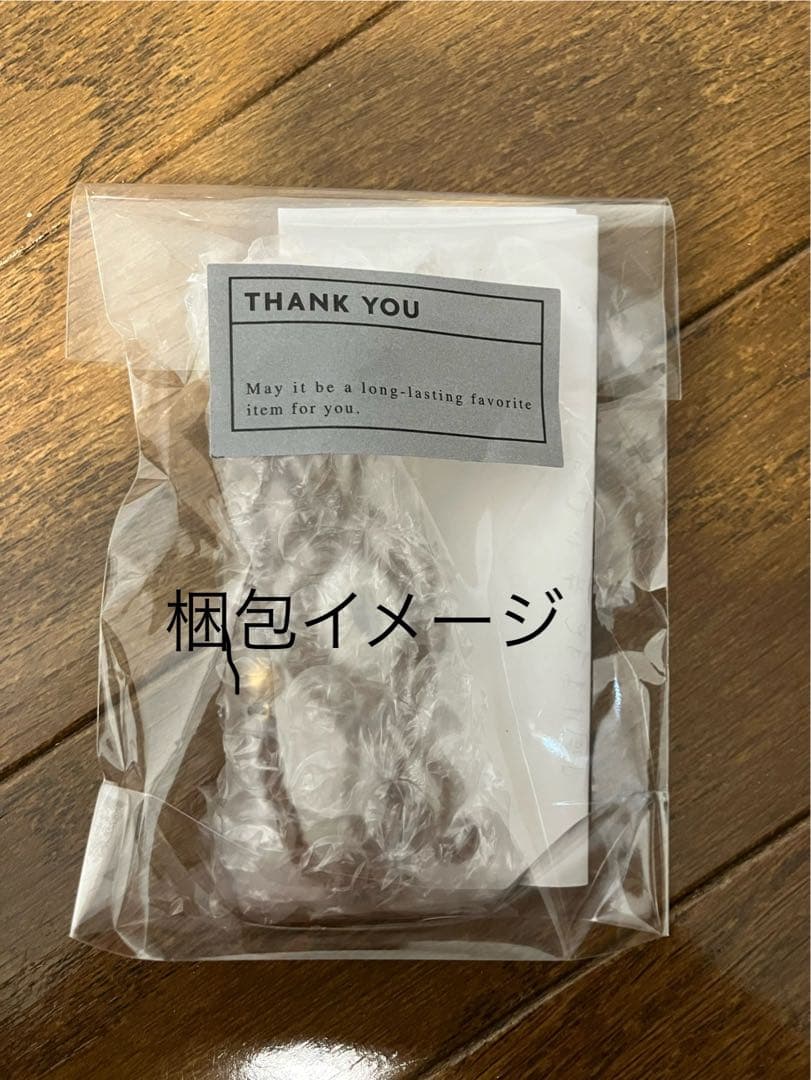 THANK YOU
May it be a long-lasting favorite
item for you.
梱包イメージ